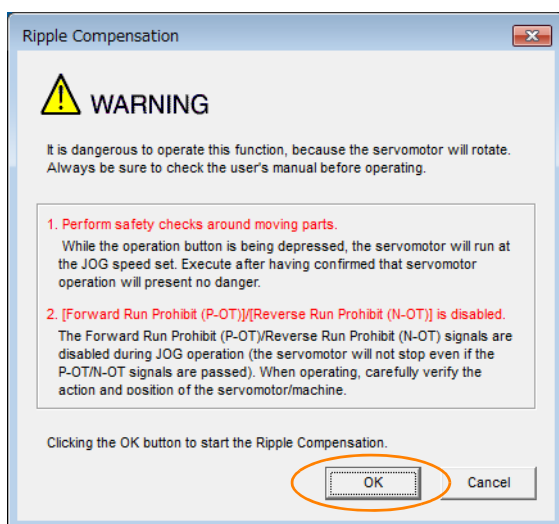 Ripple Compensation
WARNING
It is dangerous to operate this function, because the servomotor will rotate.
Always be sure to check the user's manual before operating.
1. Perform safety checks around moving parts.
While the operation button is being depressed, the servomotor will run at
the JOG speed set. Execute after having confirmed that servomotor
operation will present no danger.
2. [Forward Run Prohibit (P-OT)]/[Reverse Run Prohibit (N-OT)] is disabled.
The Forward Run Prohibit (P-OT)/Reverse Run Prohibit (N-OT) signals are
disabled during JOG operation (the servomotor will not stop even if the
P-OT/N-OT signals are passed). When operating, carefully verify the
action and position of the servomotor/machine.
Clicking the OK button to start the Ripple Compensation.
OK
Cancel